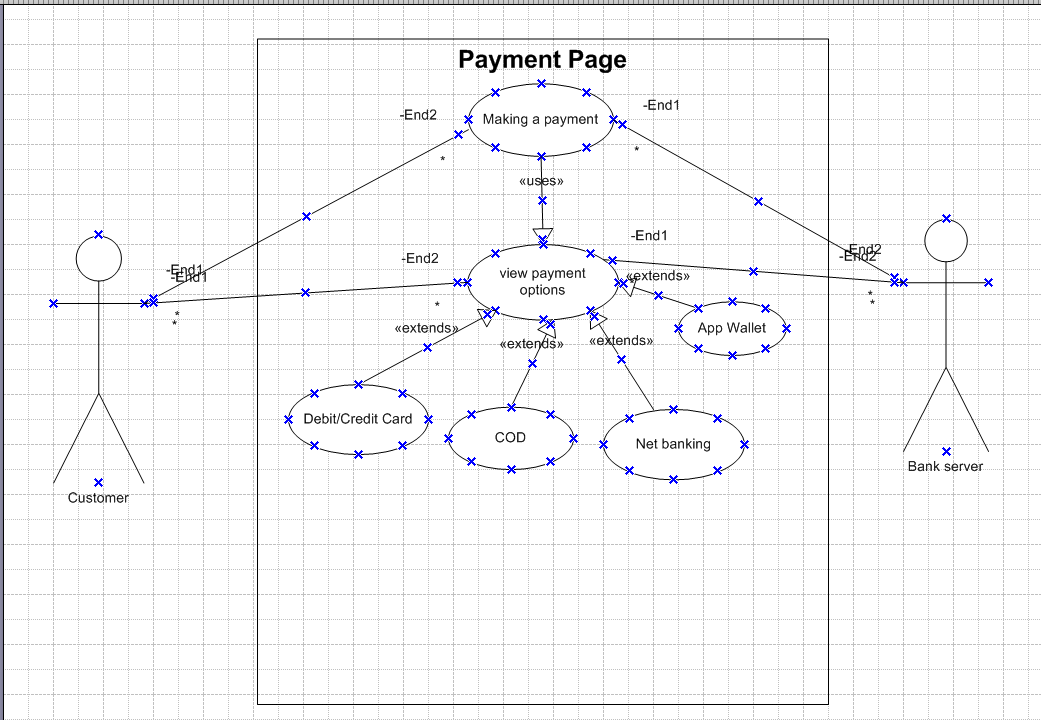 Payment Page
-End2
Making a payment
-End1
*
*
«uses»
-End1
-End2
-End2
-End2
-End1
-End1
view payment
options
«extends»
*
*
*
*
*
«extends»
«extends»
«extends»
App Wallet
Debit/Credit Card
COD
Net banking
Bank server
Customer